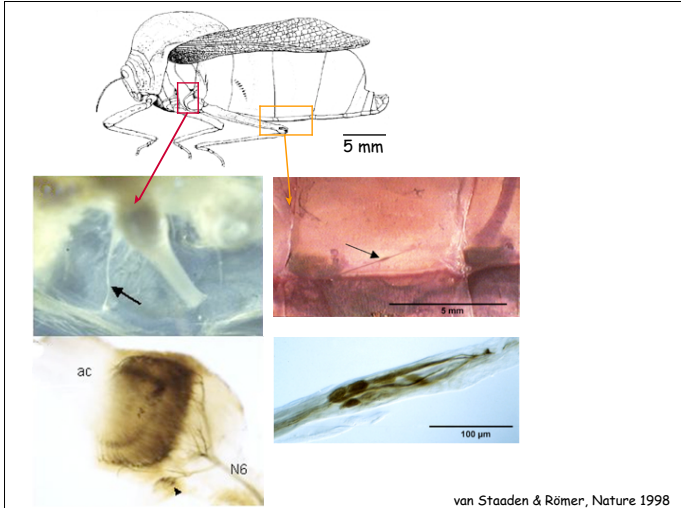 5 mm
5 mm
ac
N6
100 µm
van Staaden & Römer, Nature 1998